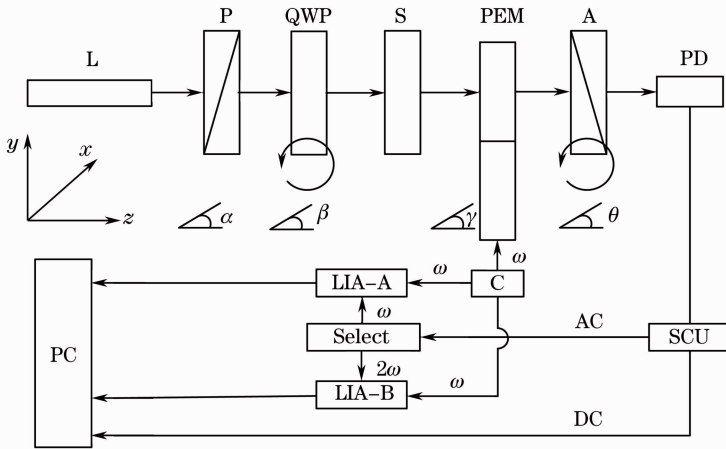 P QWP S PEM A
L PD
y x z α β γ θ
ω
LIA-A ω C
ω
Select AC SCU
PC
2ω
LIA-B ω
DC